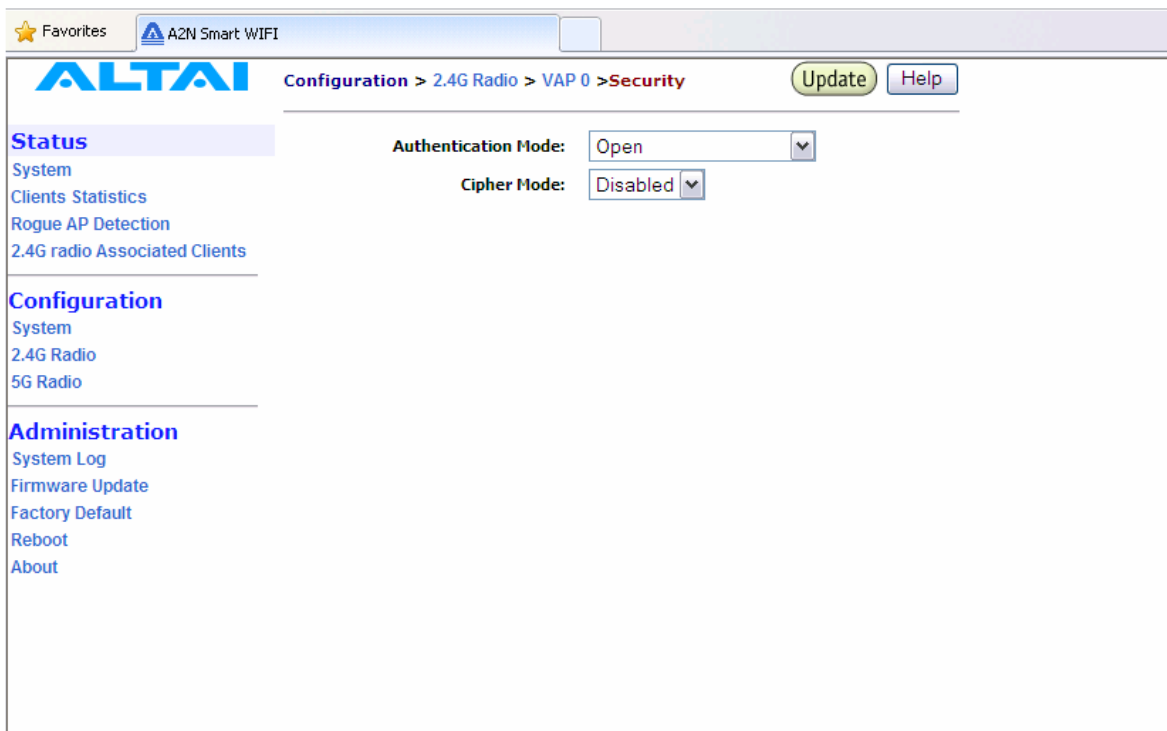 Favorites
A2N Smart WIFI
ALTAI
Configuration > 2.4G Radio > VAP 0 >Security
Update
Help
Status
System
Clients Statistics
Rogue AP Detection
2.4G radio Associated Clients
Configuration
System
2.4G Radio
5G Radio
Administration
System Log
Firmware Update
Factory Default
Reboot
About
Authentication Mode: Open
Cipher Mode: Disabled